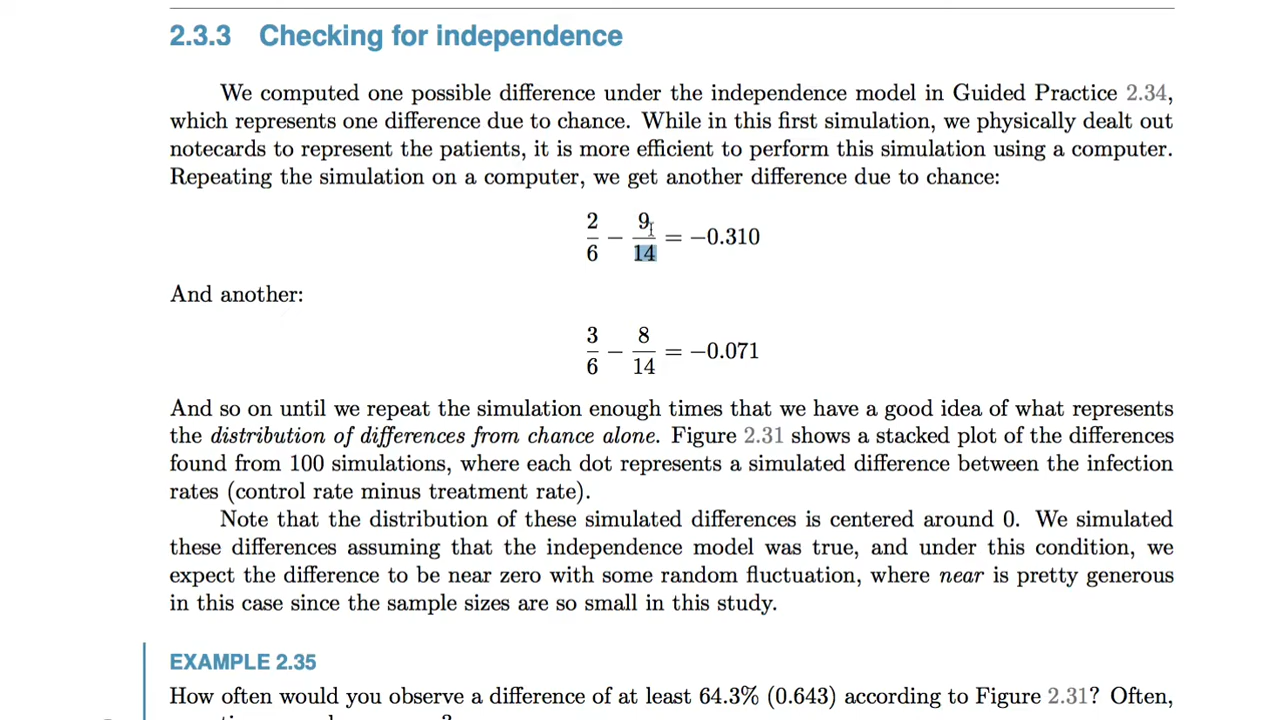 2.3.3 Checking for independence
We computed one possible difference under the independence model in Guided Practice 2.34,
which represents one difference due to chance. While in this first simulation, we physically dealt out
notecards to represent the patients, it is more efficient to perform this simulation using a computer.
Repeating the simulation on a computer, we get another difference due to chance:
2/6 − 9/14 = −0.310
And another:
3/6 − 8/14 = −0.071
And so on until we repeat the simulation enough times that we have a good idea of what represents
the distribution of differences from chance alone. Figure 2.31 shows a stacked plot of the differences
found from 100 simulations, where each dot represents a simulated difference between the infection
rates (control rate minus treatment rate).
Note that the distribution of these simulated differences is centered around 0. We simulated
these differences assuming that the independence model was true, and under this condition, we
expect the difference to be near zero with some random fluctuation, where near is pretty generous
in this case since the sample sizes are so small in this study.
EXAMPLE 2.35
How often would you observe a difference of at least 64.3% (0.643) according to Figure 2.31? Often,